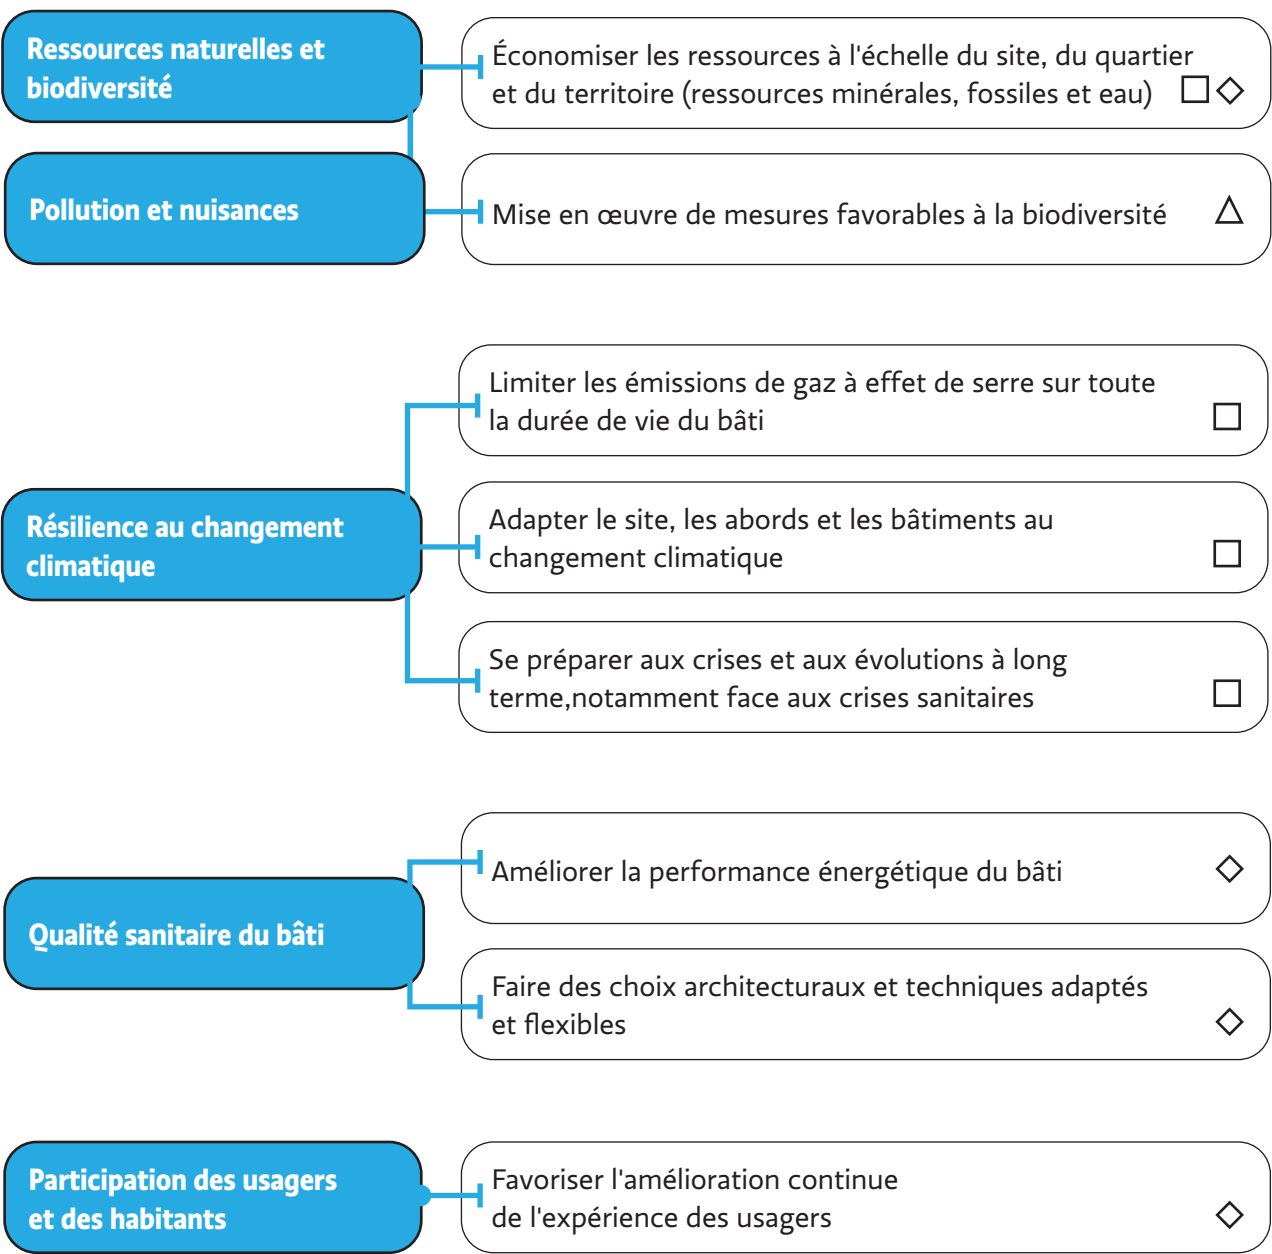 Ressources naturelles et
biodiversité
Économiser les ressources à l'échelle du site, du quartier
et du territoire (ressources minérales, fossiles et eau)
Pollution et nuisances
Mise en œuvre de mesures favorables à la biodiversité
Limiter les émissions de gaz à effet de serre sur toute
la durée de vie du bâti
Résilience au changement
climatique
Adapter le site, les abords et les bâtiments au
changement climatique
Se préparer aux crises et aux évolutions à long
terme,notamment face aux crises sanitaires
Améliorer la performance énergétique du bâti
Qualité sanitaire du bâti
Faire des choix architecturaux et techniques adaptés
et flexibles
Participation des usagers
et des habitants
Favoriser l'amélioration continue
de l'expérience des usagers